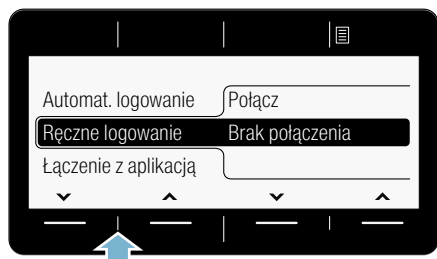 Automat. logowanie Połącz
Ręczne logowanie Brak połączenia
Łączenie z aplikacją